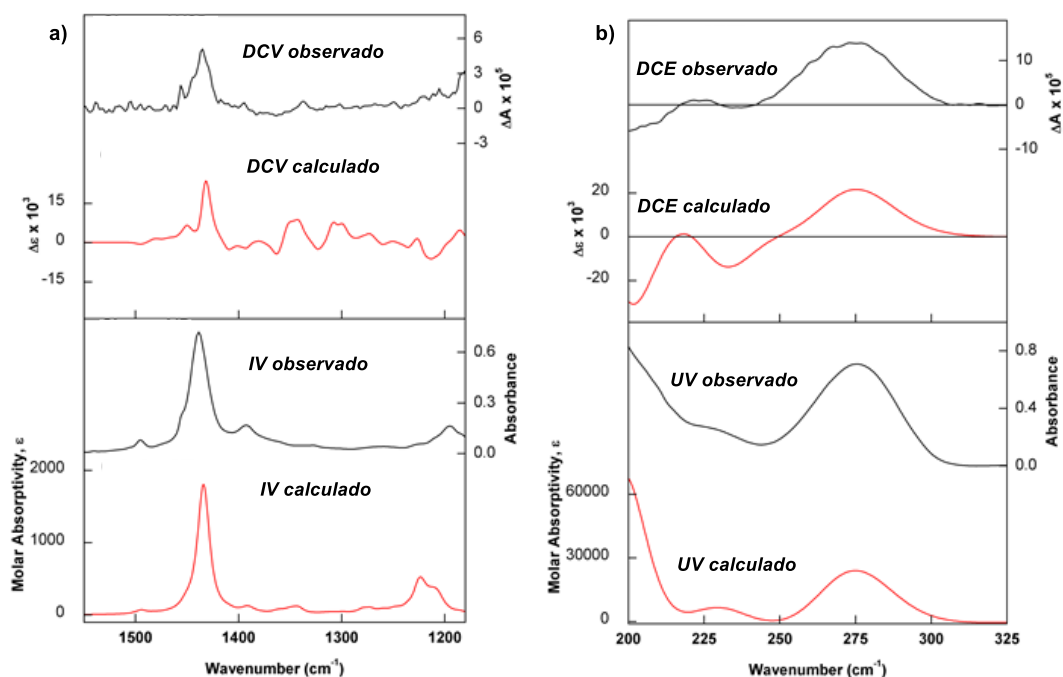 a)
DCV observado
6
3
0
-3
ΔA x 10⁵
DCV calculado
15
0
-15
Δε x 10³
IV observado
0.6
0.3
0.0
Absorbance
IV calculado
2000
1000
0
Molar Absorptivity, ε
1500 1400 1300 1200
Wavenumber (cm⁻¹)
b)
DCE observado
10
0
-10
ΔA x 10⁵
DCE calculado
20
0
-20
Δε x 10³
UV observado
0.8
0.4
0.0
Absorbance
UV calculado
60000
30000
0
Molar Absorptivity, ε
200 225 250 275 300 325
Wavenumber (cm⁻¹)